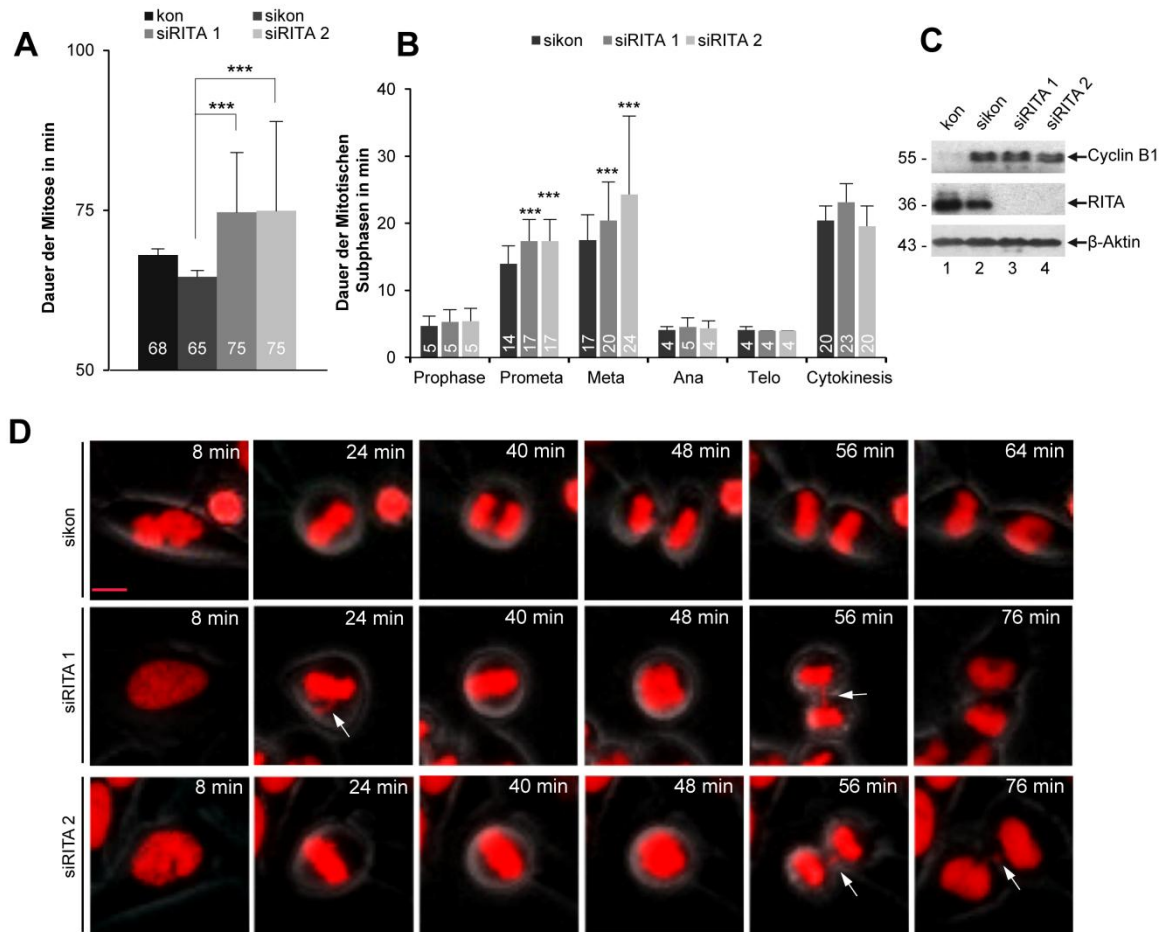 A
kon sikon
siRITA 1 siRITA 2
Dauer der Mitose in min
100
75
50
***
***
68 65 75 75
B
sikon siRITA 1 siRITA 2
Dauer der Mitotischen
Subphasen in min
40
30
20
10
0
*** ***
*** ***
5 5 5 14 17 17 17 20 24 4 5 4 4 4 4 20 23 20
Prophase Prometa Meta Ana Telo Cytokinesis
C
kon sikon siRITA 1 siRITA 2
55 - Cyclin B1
36 - RITA
43 - β-Aktin
1 2 3 4
D
sikon
8 min 24 min 40 min 48 min 56 min 64 min
siRITA 1
8 min 24 min 40 min 48 min 56 min 76 min
siRITA 2
8 min 24 min 40 min 48 min 56 min 76 min